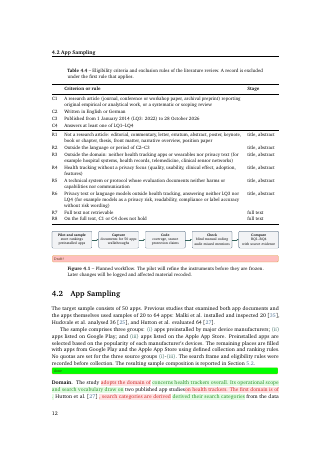 4.2 App Sampling
Table 4.4 – Eligibility criteria and exclusion rules of the literature review. A record is excluded
under the first rule that applies.
Criterion or rule Stage
C1 A research article (journal, conference or workshop paper, archived preprint) reporting
original empirical or analytical work, or a systematic or scoping review
C2 Written in English or German
C3 Published from 1 January 2014 to 28 October 2026
C4 Answers at least one of LQ1–LQ4
R1 Not a research article: editorial, commentary, letter, erratum, abstract, poster, keynote, title, abstract
book or chapter, thesis, front matter, narrative overview, position paper
R2 Outside the language or period of C2–C3 title, abstract
R3 Outside the domain: neither health tracking apps or wearables nor privacy text (for title, abstract
example hospital systems, health records, telemedicine, clinical sensor networks)
R4 Health tracking without a privacy focus (quality, usability, clinical effect, adoption, title, abstract
features)
R5 A technical system or protocol whose evaluation documents neither harms or title, abstract
capabilities nor communication
R6 Privacy text or language models outside health tracking, answering neither LQ3 nor title, abstract
LQ4 (for example as a privacy risk, readability, compliance or label accuracy
without risk wording)
R7 Full text not retrievable full text
R8 On the full text, C1 or C4 does not hold full text
Figure 4.1 – Planned workflow. The pilot will refine the instruments before they are frozen.
Later changes will be logged and affected material recoded.
4.2 App Sampling
The target sample consists of 50 apps. Previous studies that examined both app documents and
the apps themselves used samples of 20 to 64 apps: Malki et al. installed and inspected 20 [35],
analysed 36 [25], and Hutton et al. evaluated 64 [27].
The sample comprises three groups: (i) apps preinstalled by major device manufacturers; (ii)
apps listed on Google Play; and (iii) apps listed on the Apple App Store. Preinstalled apps are
selected based on the popularity of each manufacturer's devices. The remaining places are filled
with apps from Google Play and the Apple App Store using defined collection and ranking rules.
No quotas are set for the three source groups (i)–(iii). The search frame and eligibility rules were
recorded before collection. The resulting sample composition is reported in Section 5.2.
Domain. The study adopts the domain of concerns health trackers overall. Its operational scope
and search vocabulary draw on two published app studies on health trackers. The first domain is of
. Hutton et al. [27] , search categories are derived derived their search categories from the data
12